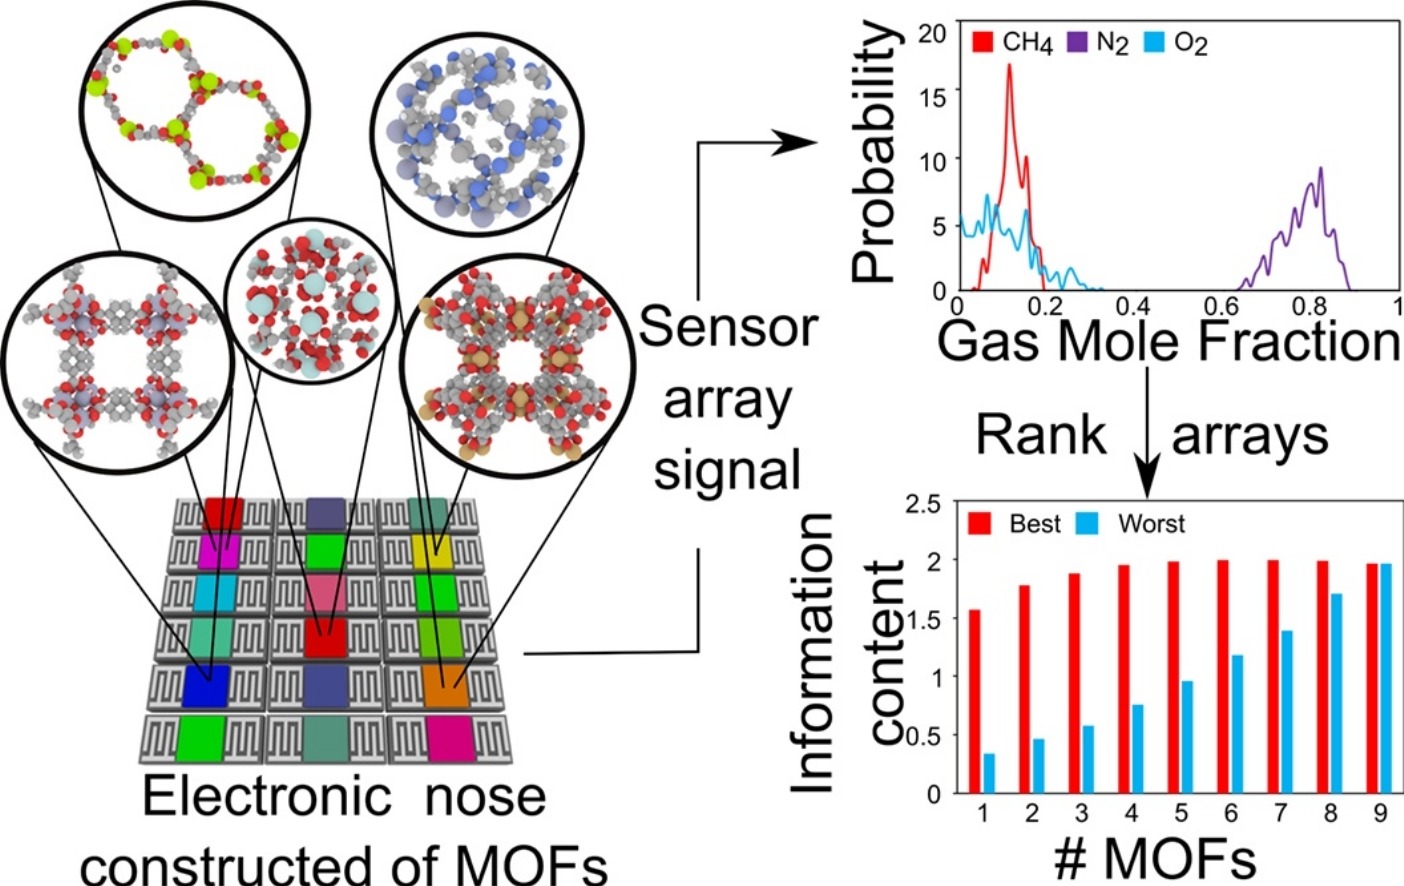 Electronic nose
constructed of MOFs
Sensor
array
signal
Probability
20
15
10
5
0
CH4 N2 O2
0 0.2 0.4 0.6 0.8 1
Gas Mole Fraction
Rank arrays
Information
content
2.5
2
1.5
1
0.5
0
Best Worst
1 2 3 4 5 6 7 8 9
# MOFs